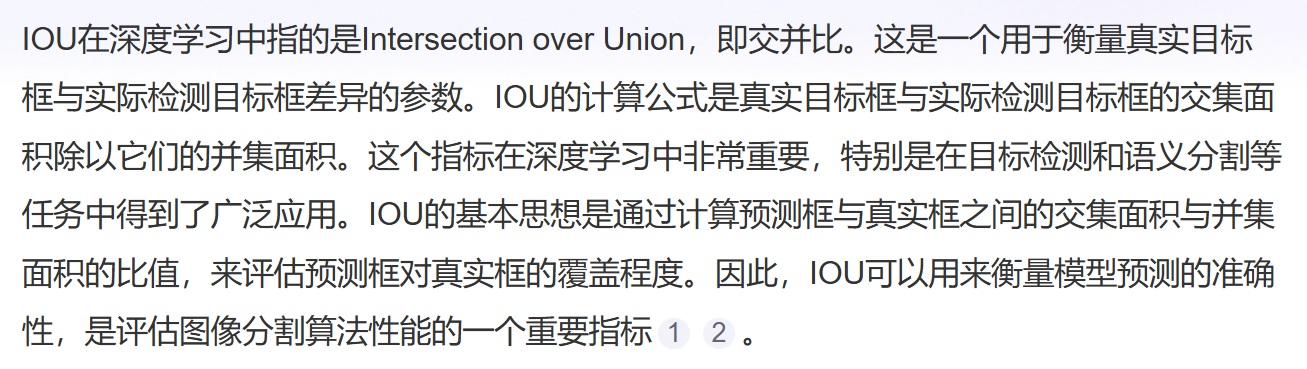 IOU在深度学习中指的是Intersection over Union，即交并比。这是一个用于衡量真实目标
框与实际检测目标框差异的参数。IOU的计算公式是真实目标框与实际检测目标框的交集面
积除以它们的并集面积。这个指标在深度学习中非常重要，特别是在目标检测和语义分割等
任务中得到了广泛应用。IOU的基本思想是通过计算预测框与真实框之间的交集面积与并集
面积的比值，来评估预测框对真实框的覆盖程度。因此，IOU可以用来衡量模型预测的准确
性，是评估图像分割算法性能的一个重要指标 1 2 。